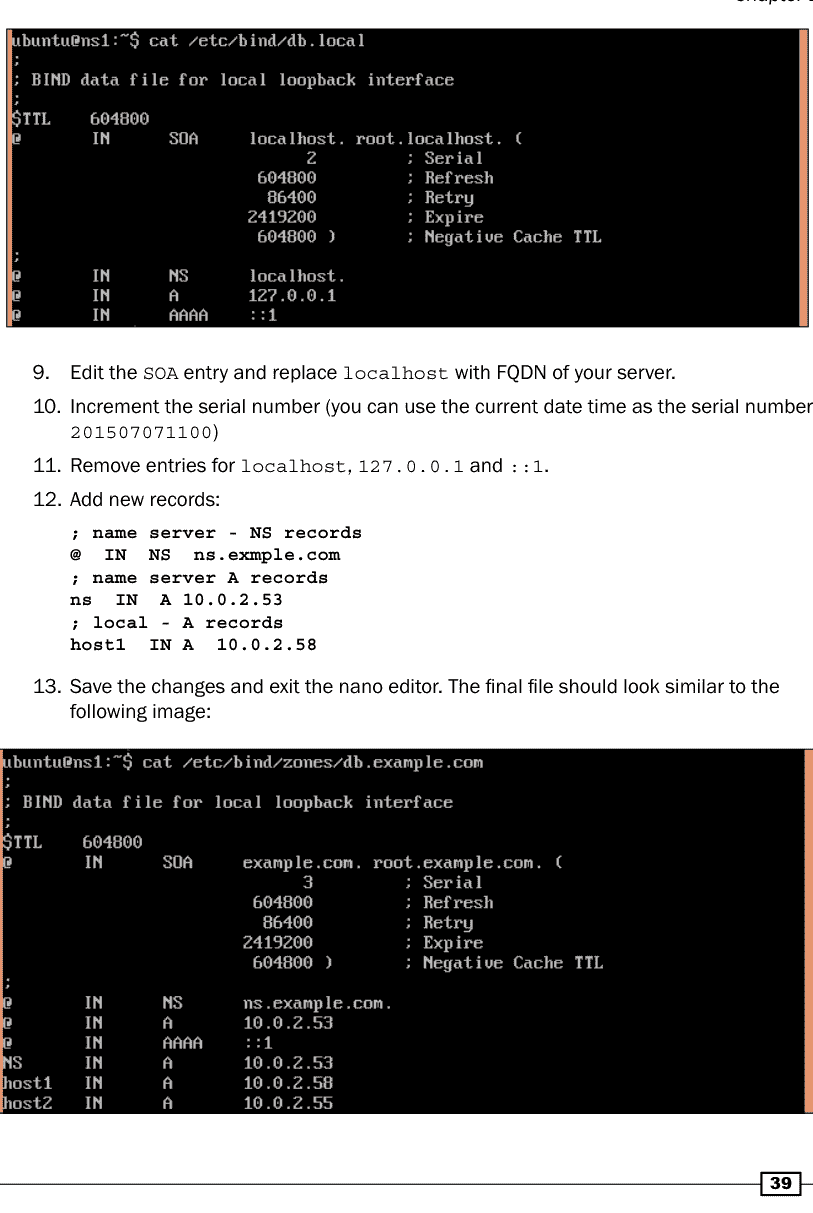 ubuntu@ns1:~$ cat /etc/bind/db.local
;
; BIND data file for local loopback interface
;
$TTL 604800
@ IN SOA localhost. root.localhost. (
2 ; Serial
604800 ; Refresh
86400 ; Retry
2419200 ; Expire
604800 ) ; Negative Cache TTL
;
@ IN NS localhost.
@ IN A 127.0.0.1
@ IN AAAA ::1
9. Edit the SOA entry and replace localhost with FQDN of your server.
10. Increment the serial number (you can use the current date time as the serial number
201507071100)
11. Remove entries for localhost, 127.0.0.1 and ::1.
12. Add new records:
; name server - NS records
@ IN NS ns.exmple.com
; name server A records
ns IN A 10.0.2.53
; local - A records
host1 IN A 10.0.2.58
13. Save the changes and exit the nano editor. The final file should look similar to the
following image:
ubuntu@ns1:~$ cat /etc/bind/zones/db.example.com
;
; BIND data file for local loopback interface
;
$TTL 604800
@ IN SOA example.com. root.example.com. (
3 ; Serial
604800 ; Refresh
86400 ; Retry
2419200 ; Expire
604800 ) ; Negative Cache TTL
;
@ IN NS ns.example.com.
@ IN A 10.0.2.53
@ IN AAAA ::1
NS IN A 10.0.2.53
host1 IN A 10.0.2.58
host2 IN A 10.0.2.55
39